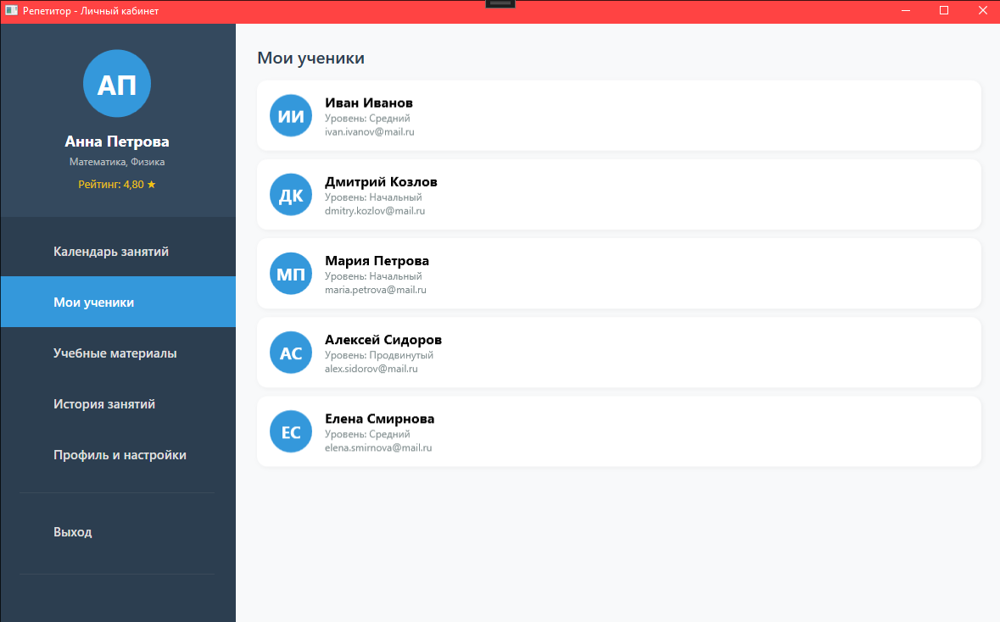 Репетитор - Личный кабинет
АП
Анна Петрова
Математика, Физика
Рейтинг: 4,80 ★
Календарь занятий
Мои ученики
Учебные материалы
История занятий
Профиль и настройки
Выход
Мои ученики
ИИ
Иван Иванов
Уровень: Средний
ivan.ivanov@mail.ru
ДК
Дмитрий Козлов
Уровень: Начальный
dmitry.kozlov@mail.ru
МП
Мария Петрова
Уровень: Начальный
maria.petrova@mail.ru
АС
Алексей Сидоров
Уровень: Продвинутый
alex.sidorov@mail.ru
ЕС
Елена Смирнова
Уровень: Средний
elena.smirnova@mail.ru